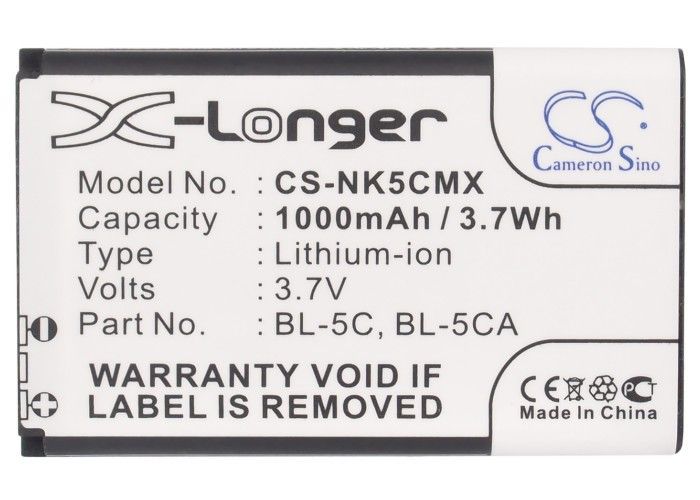 X-Longer
Model No. : CS-NK5CMX
Capacity : 1000mAh / 3.7Wh
Type : Lithium-ion
Volts : 3.7V
Part No. : BL-5C, BL-5CA
WARRANTY VOID IF
LABEL IS REMOVED
CS
Cameron Sino
CE PCT
Made In China